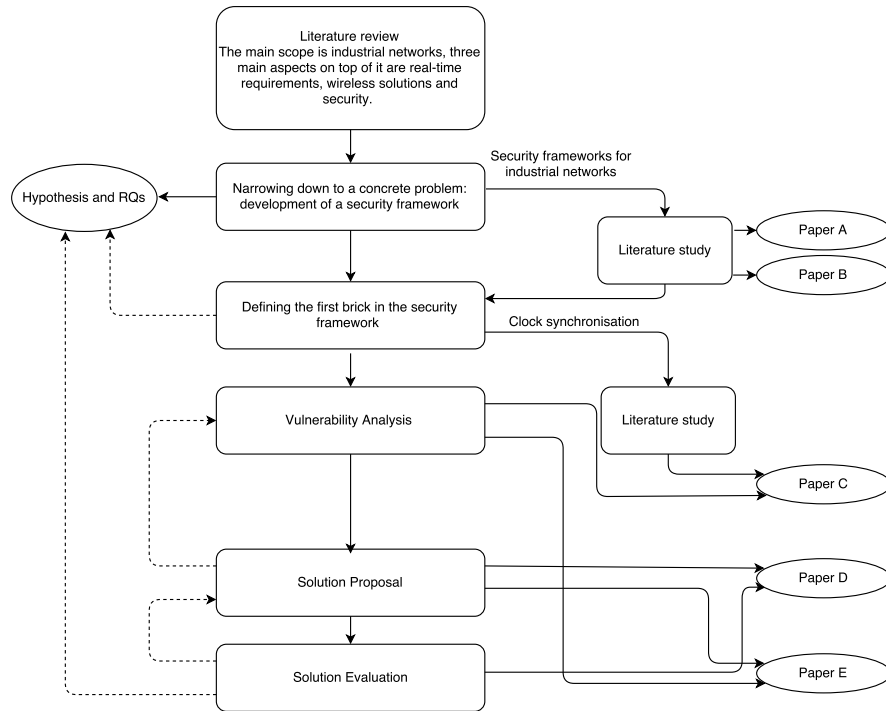 Literature review
The main scope is industrial networks, three
main aspects on top of it are real-time
requirements, wireless solutions and
security.
Security frameworks for
industrial networks
Hypothesis and RQs
Narrowing down to a concrete problem:
development of a security framework
Literature study
Paper A
Paper B
Defining the first brick in the security
framework
Clock synchronisation
Vulnerability Analysis
Literature study
Paper C
Solution Proposal
Paper D
Solution Evaluation
Paper E